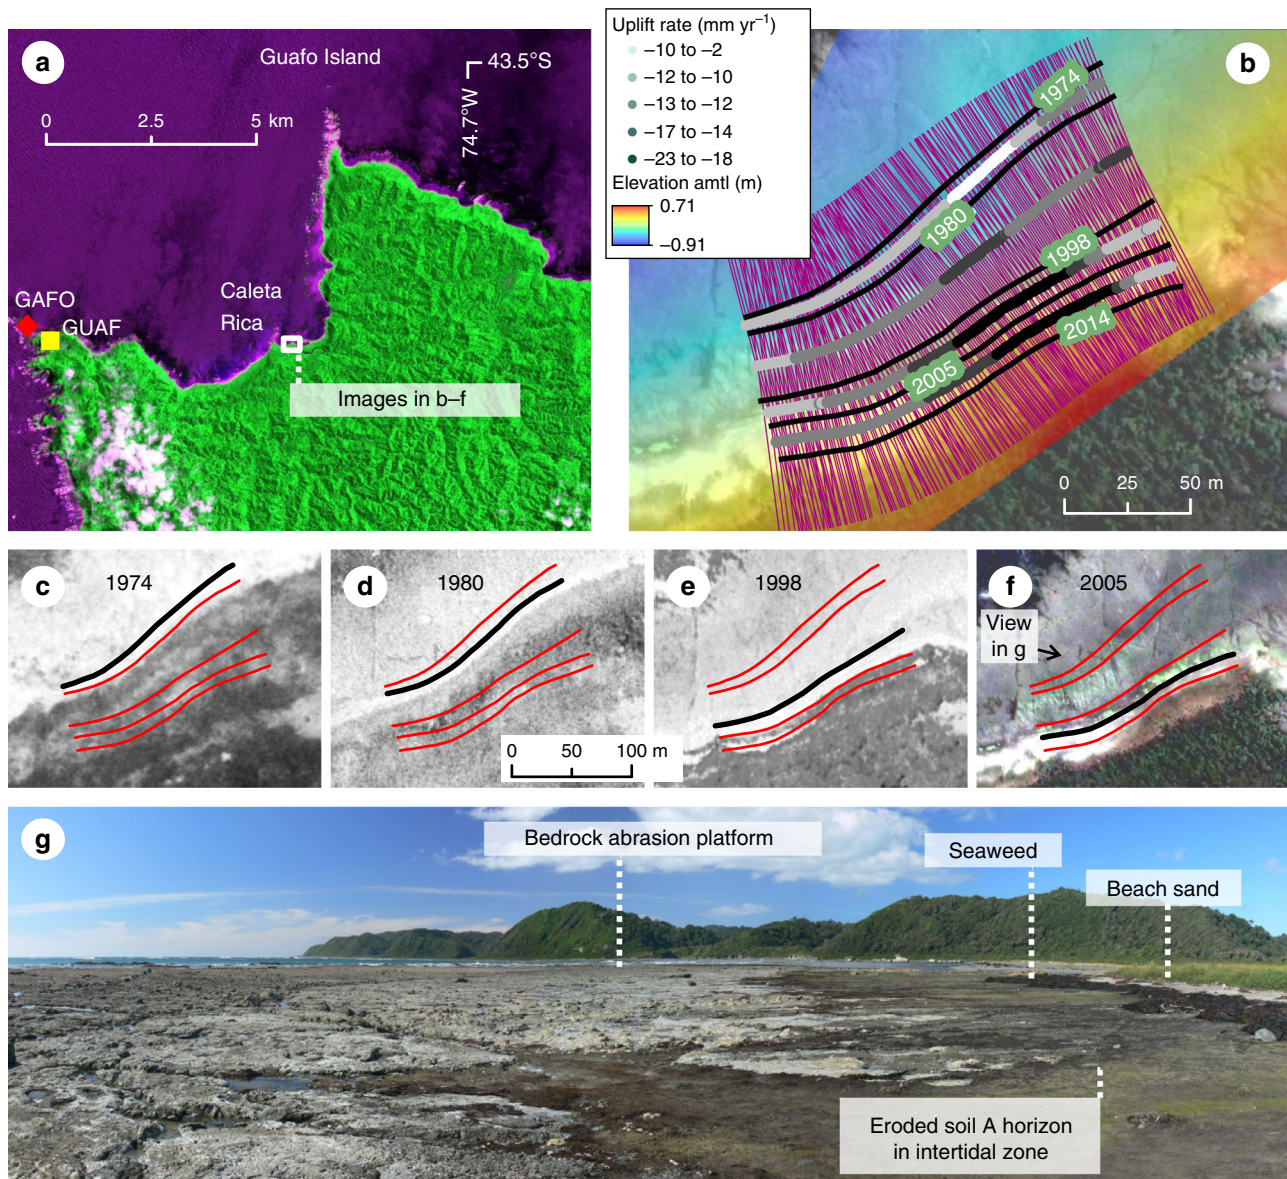 a
Guafo Island
43.5°S
74.7°W
0 2.5 5 km
GAFO
GUAF
Caleta
Rica
Images in b–f
Uplift rate (mm yr⁻¹)
–10 to –2
–12 to –10
–13 to –12
–17 to –14
–23 to –18
Elevation amtl (m)
0.71
–0.91
b
1974
1980
1998
2005
2014
0 25 50 m
c
1974
d
1980
0 50 100 m
e
1998
f
2005
View
in g
g
Bedrock abrasion platform
Seaweed
Beach sand
Eroded soil A horizon
in intertidal zone